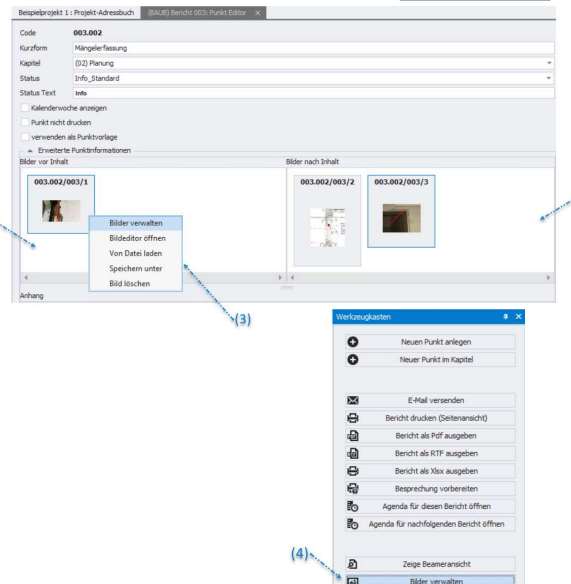 Beispielprojekt 1 : Projekt-Adressbuch (BAUB) Bericht 003: Punkt Editor ×
Code 003.002
Kurzform Mängelerfassung
Kapitel (02) Planung
Status Info_Standard
Status Text Info
Kalenderwoche anzeigen
Punkt nicht drucken
verwenden als Punktvorlage
Erweiterte Punktinformationen
Bilder vor Inhalt Bilder nach Inhalt
003.002/003/1 003.002/003/2 003.002/003/3
Bilder verwalten
Bildeditor öffnen
Von Datei laden
Speichern unter
Bild löschen
Anhang
(3)
Werkzeugkasten
Neuen Punkt anlegen
Neuer Punkt im Kapitel
E-Mail versenden
Bericht drucken (Seitenansicht)
Bericht als Pdf ausgeben
Bericht als RTF ausgeben
Bericht als Xlsx ausgeben
Besprechung vorbereiten
Agenda für diesen Bericht öffnen
Agenda für nachfolgenden Bericht öffnen
(4)
Zeige Beameransicht
Bilder verwalten